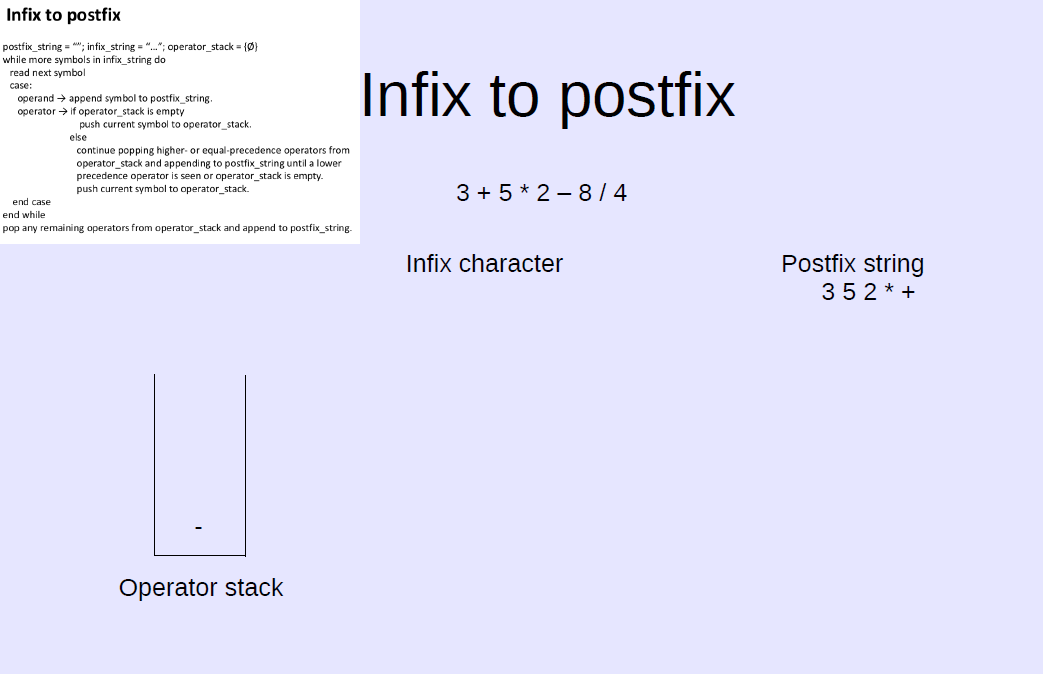 Infix to postfix
postfix_string = “”; infix_string = “...”; operator_stack = {Ø}
while more symbols in infix_string do
read next symbol
case:
operand → append symbol to postfix_string.
operator → if operator_stack is empty
push current symbol to operator_stack.
else
continue popping higher- or equal-precedence operators from
operator_stack and appending to postfix_string until a lower
precedence operator is seen or operator_stack is empty.
push current symbol to operator_stack.
end case
end while
pop any remaining operators from operator_stack and append to postfix_string.
Infix to postfix
3 + 5 * 2 – 8 / 4
Infix character
Postfix string
3 5 2 * +
-
Operator stack